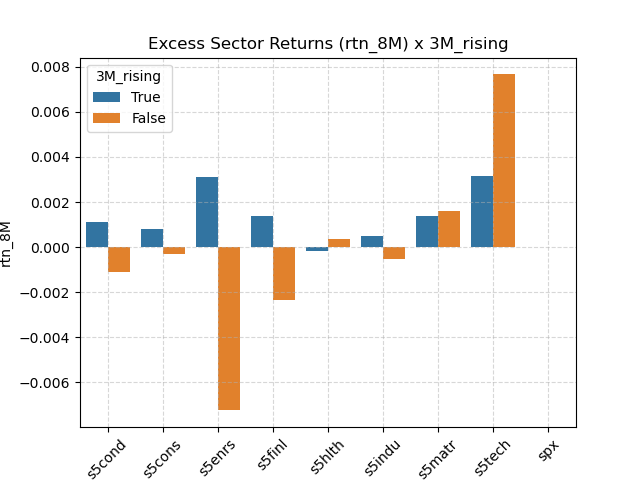 Excess Sector Returns (rtn_8M) x 3M_rising
3M_rising
True
False
rtn_8M
0.008
0.006
0.004
0.002
0.000
−0.002
−0.004
−0.006
s5cond
s5cons
s5enrs
s5finl
s5hlth
s5indu
s5matr
s5tech
spx